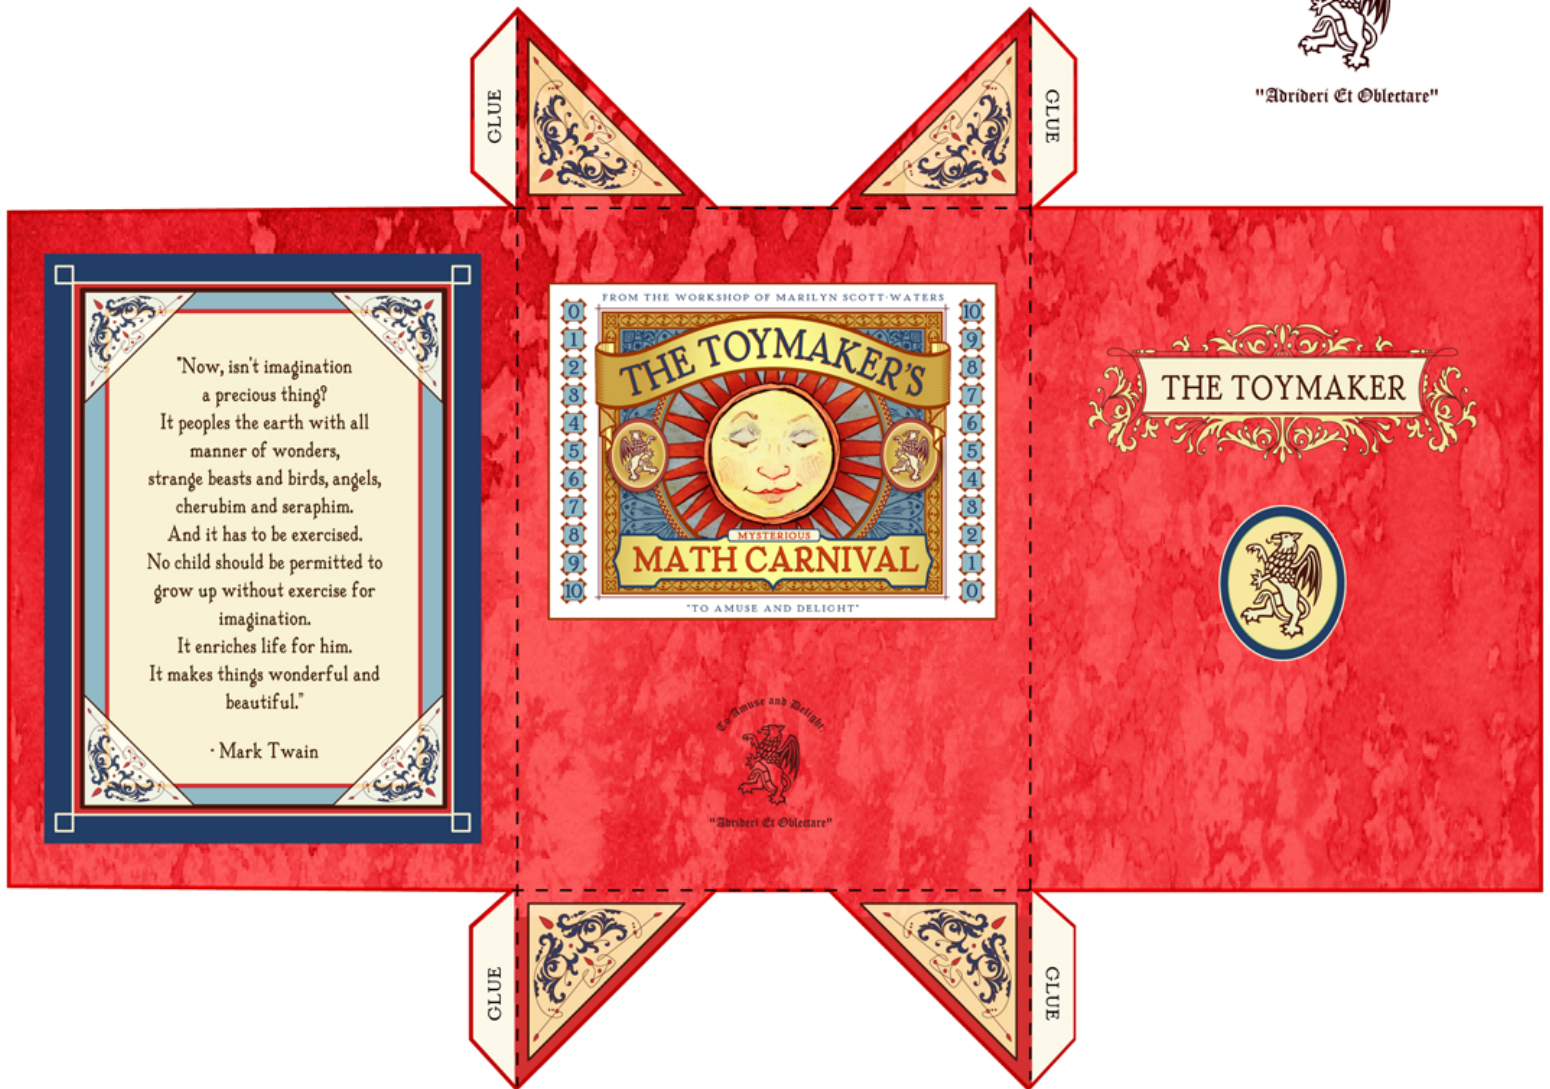 "Adrideri Et Oblectare"
GLUE
GLUE
"Now, isn't imagination
a precious thing?
It peoples the earth with all
manner of wonders,
strange beasts and birds, angels,
cherubim and seraphim.
And it has to be exercised.
No child should be permitted to
grow up without exercise for
imagination.
It enriches life for him.
It makes things wonderful and
beautiful."
· Mark Twain
FROM THE WORKSHOP OF MARILYN SCOTT·WATERS
0
1
2
3
4
5
6
7
8
9
10
THE TOYMAKER'S
MYSTERIOUS
MATH CARNIVAL
10
9
8
7
6
5
4
3
2
1
0
"TO AMUSE AND DELIGHT"
To Amuse and Delight
"Adrideri Et Oblectare"
THE TOYMAKER
GLUE
GLUE